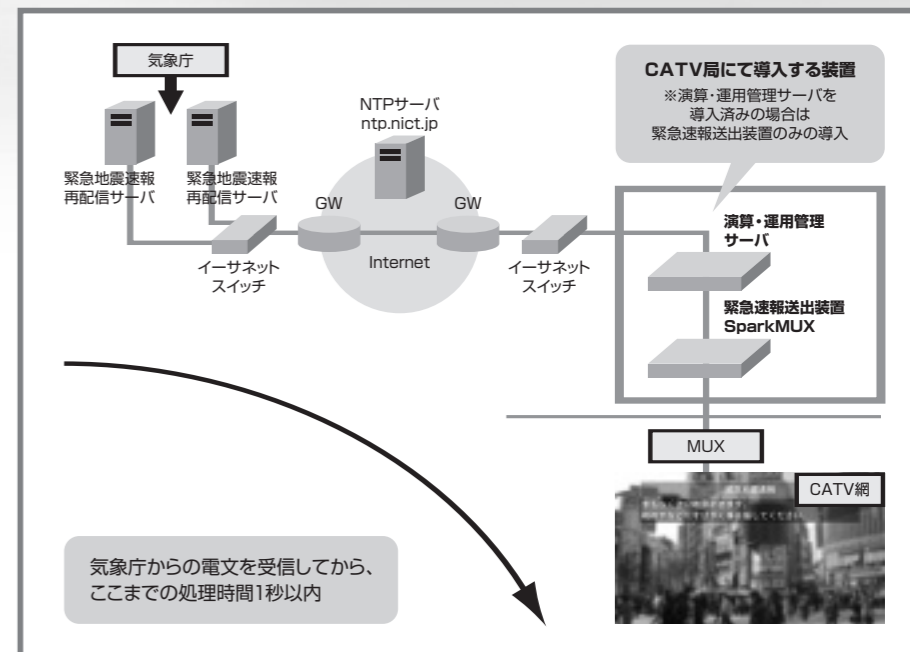 気象庁
緊急地震速報
再配信サーバ
緊急地震速報
再配信サーバ
イーサネット
スイッチ
NTPサーバ
ntp.nict.jp
GW
GW
Internet
イーサネット
スイッチ
CATV局にて導入する装置
※演算・運用管理サーバを
導入済みの場合は
緊急速報送出装置のみの導入
演算・運用管理
サーバ
緊急速報送出装置
SparkMUX
MUX
CATV網
気象庁からの電文を受信してから、
ここまでの処理時間1秒以内